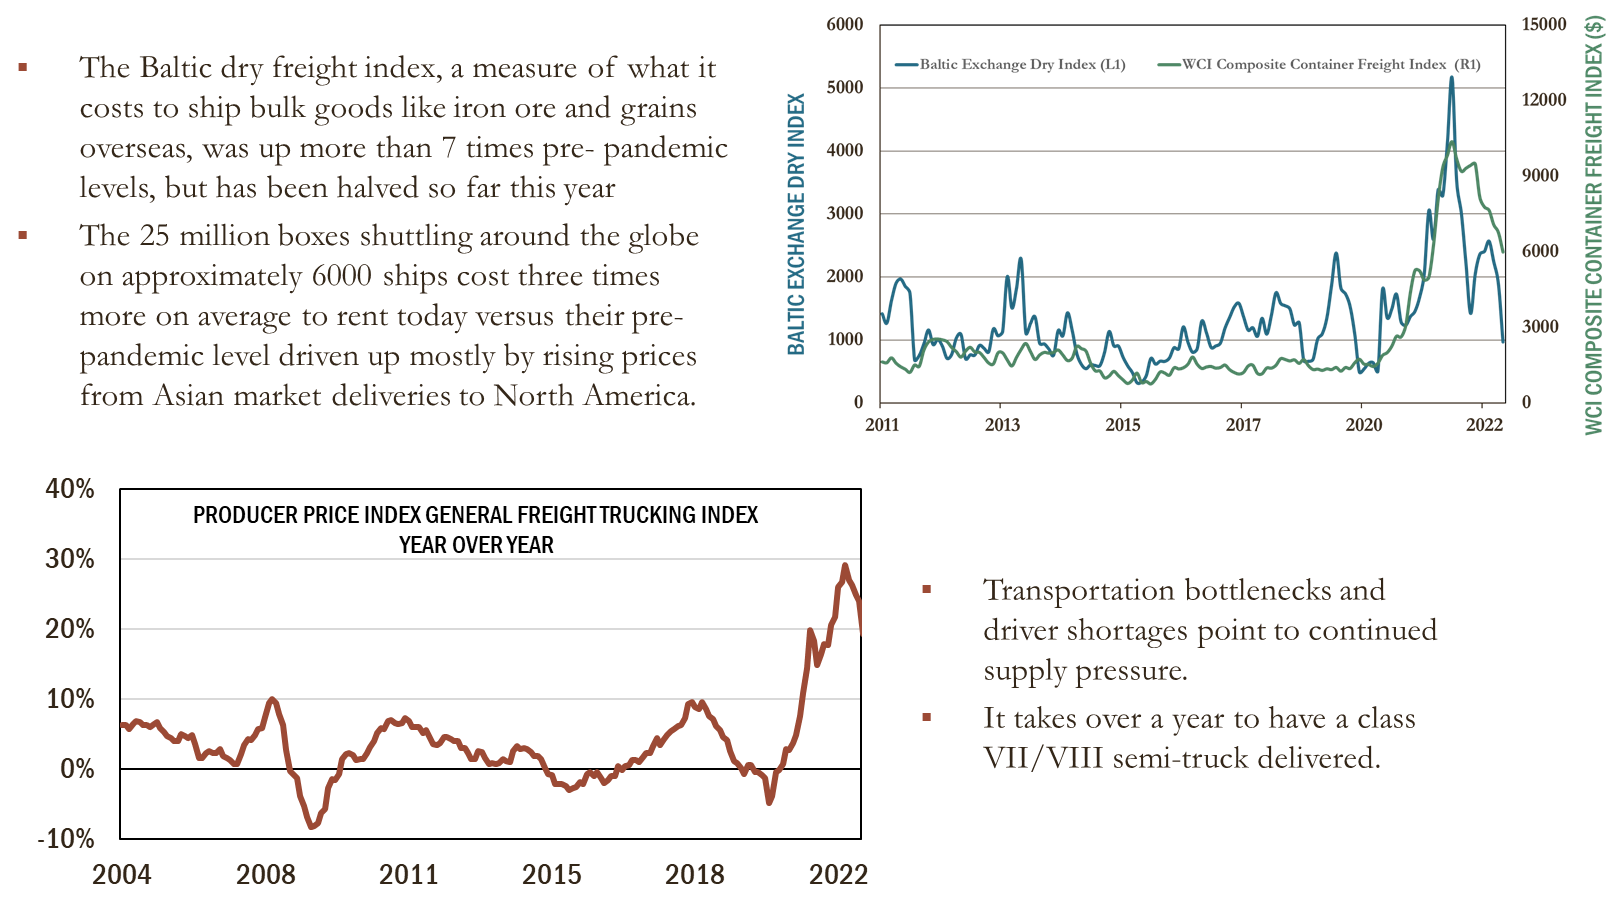 ▪ The Baltic dry freight index, a measure of what it
costs to ship bulk goods like iron ore and grains
overseas, was up more than 7 times pre- pandemic
levels, but has been halved so far this year
▪ The 25 million boxes shuttling around the globe
on approximately 6000 ships cost three times
more on average to rent today versus their pre-
pandemic level driven up mostly by rising prices
from Asian market deliveries to North America.
BALTIC EXCHANGE DRY INDEX
6000
5000
4000
3000
2000
1000
0
Baltic Exchange Dry Index (L1)
WCI Composite Container Freight Index (R1)
15000
12000
9000
6000
3000
0
WCI COMPOSITE CONTAINER FREIGHT INDEX ($)
2011 2013 2015 2017 2020 2022
PRODUCER PRICE INDEX GENERAL FREIGHT TRUCKING INDEX
YEAR OVER YEAR
40%
30%
20%
10%
0%
-10%
2004 2008 2011 2015 2018 2022
▪ Transportation bottlenecks and
driver shortages point to continued
supply pressure.
▪ It takes over a year to have a class
VII/VIII semi-truck delivered.